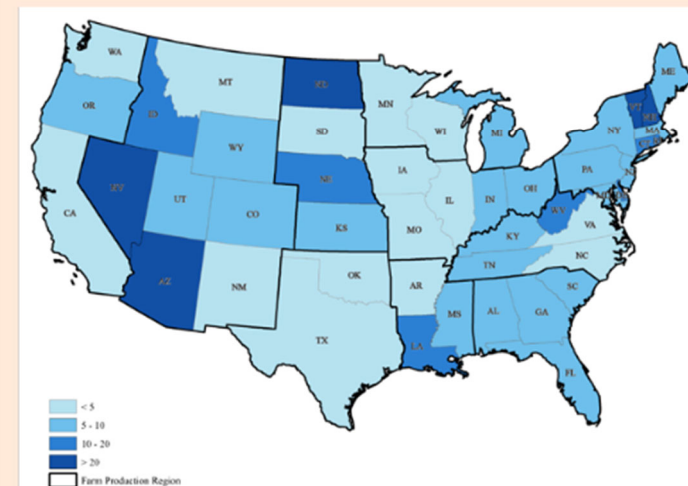 WA
MT
ND
MN
ME
OR
ID
SD
WI
VT
NH
WY
MI
NY
MA
CT
NV
NE
IA
PA
NJ
UT
CO
IL
IN
OH
CA
KS
MO
WV
VA
KY
AZ
NM
OK
TN
NC
AR
SC
TX
MS
AL
GA
LA
FL
< 5
5 - 10
10 - 20
> 20
Farm Production Region